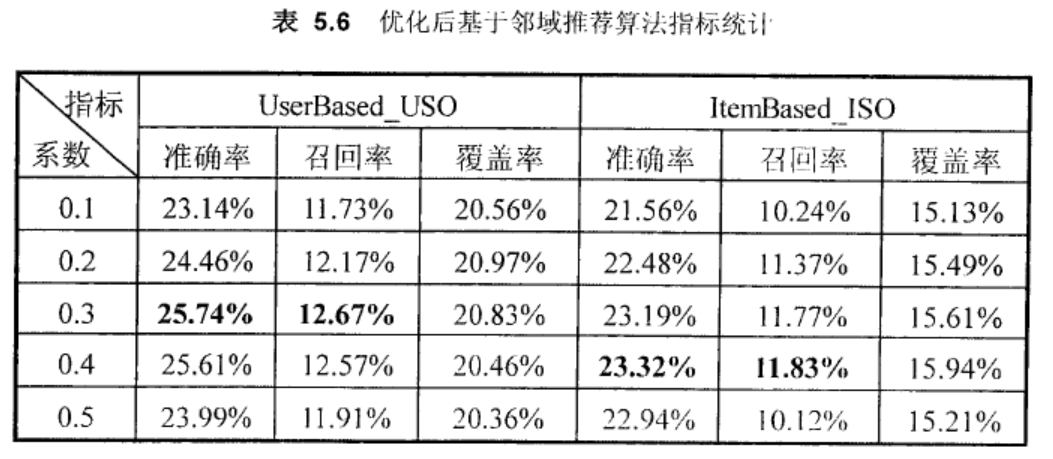 表 5.6 优化后基于邻域推荐算法指标统计
指标 UserBased_USO ItemBased_ISO
系数 准确率 召回率 覆盖率 准确率 召回率 覆盖率
0.1 23.14% 11.73% 20.56% 21.56% 10.24% 15.13%
0.2 24.46% 12.17% 20.97% 22.48% 11.37% 15.49%
0.3 25.74% 12.67% 20.83% 23.19% 11.77% 15.61%
0.4 25.61% 12.57% 20.46% 23.32% 11.83% 15.94%
0.5 23.99% 11.91% 20.36% 22.94% 10.12% 15.21%